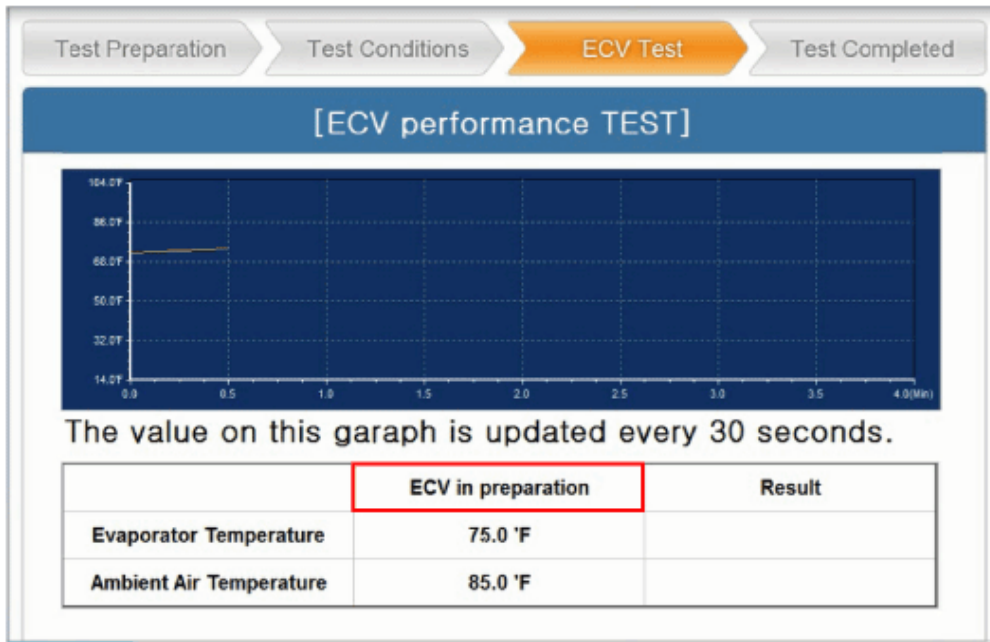 Test Preparation Test Conditions ECV Test Test Completed
[ECV performance TEST]
104.0℉
86.0℉
68.0℉
50.0℉
32.0℉
14.0℉
0.0 0.5 1.0 1.5 2.0 2.5 3.0 3.5 4.0(Min)
The value on this garaph is updated every 30 seconds.
ECV in preparation Result
Evaporator Temperature 75.0 'F
Ambient Air Temperature 85.0 'F